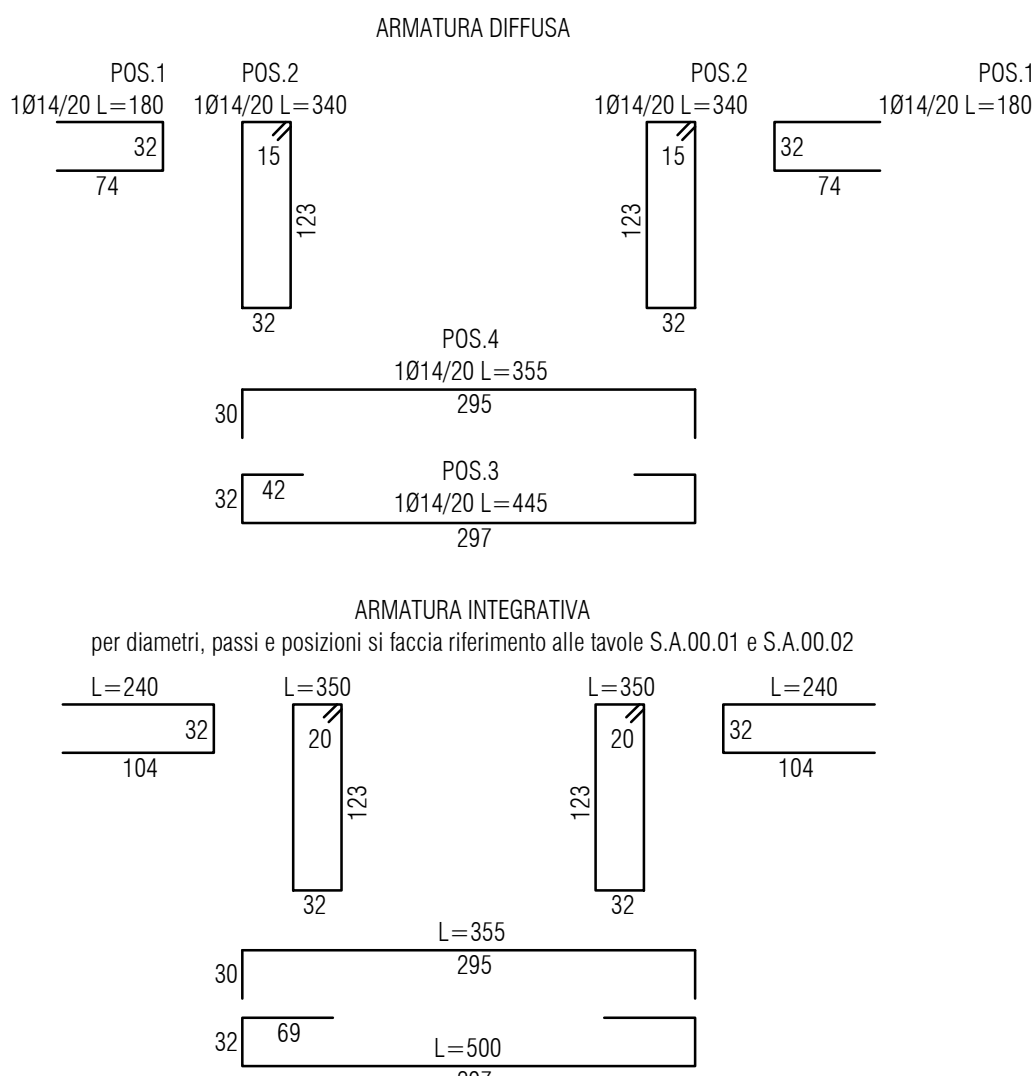 ARMATURA DIFFUSA
POS.1
POS.2
POS.2
POS.1
1Ø14/20 L=180
1Ø14/20 L=340
1Ø14/20 L=340
1Ø14/20 L=180
32
15
15
32
74
74
123
123
32
32
POS.4
1Ø14/20 L=355
295
30
POS.3
42
32
1Ø14/20 L=445
297
ARMATURA INTEGRATIVA
per diametri, passi e posizioni si faccia riferimento alle tavole S.A.00.01 e S.A.00.02
L=240
L=350
L=350
L=240
32
20
20
32
104
104
123
123
32
32
L=355
295
30
69
32
L=500